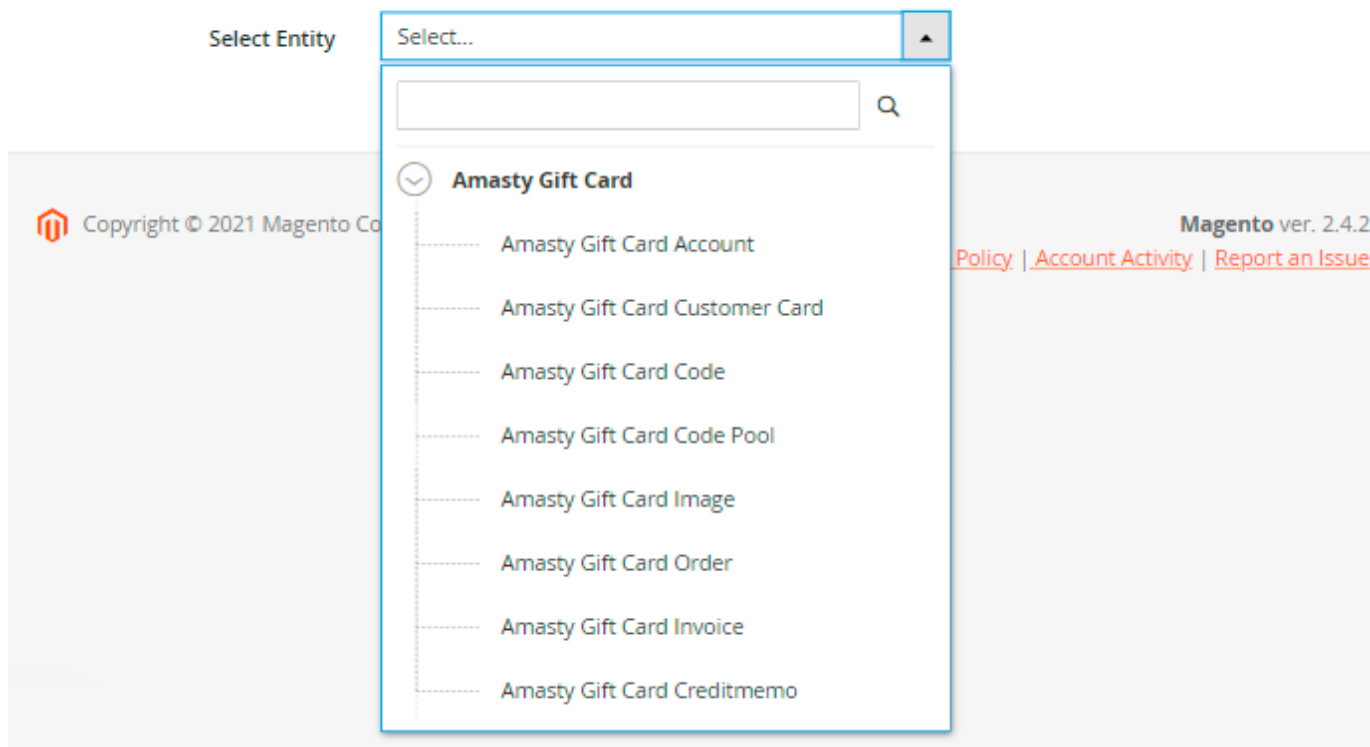 Select Entity
Select...
Amasty Gift Card
Amasty Gift Card Account
Amasty Gift Card Customer Card
Amasty Gift Card Code
Amasty Gift Card Code Pool
Amasty Gift Card Image
Amasty Gift Card Order
Amasty Gift Card Invoice
Amasty Gift Card Creditmemo
Copyright © 2021 Magento Co
Magento ver. 2.4.2
Policy | Account Activity | Report an Issue